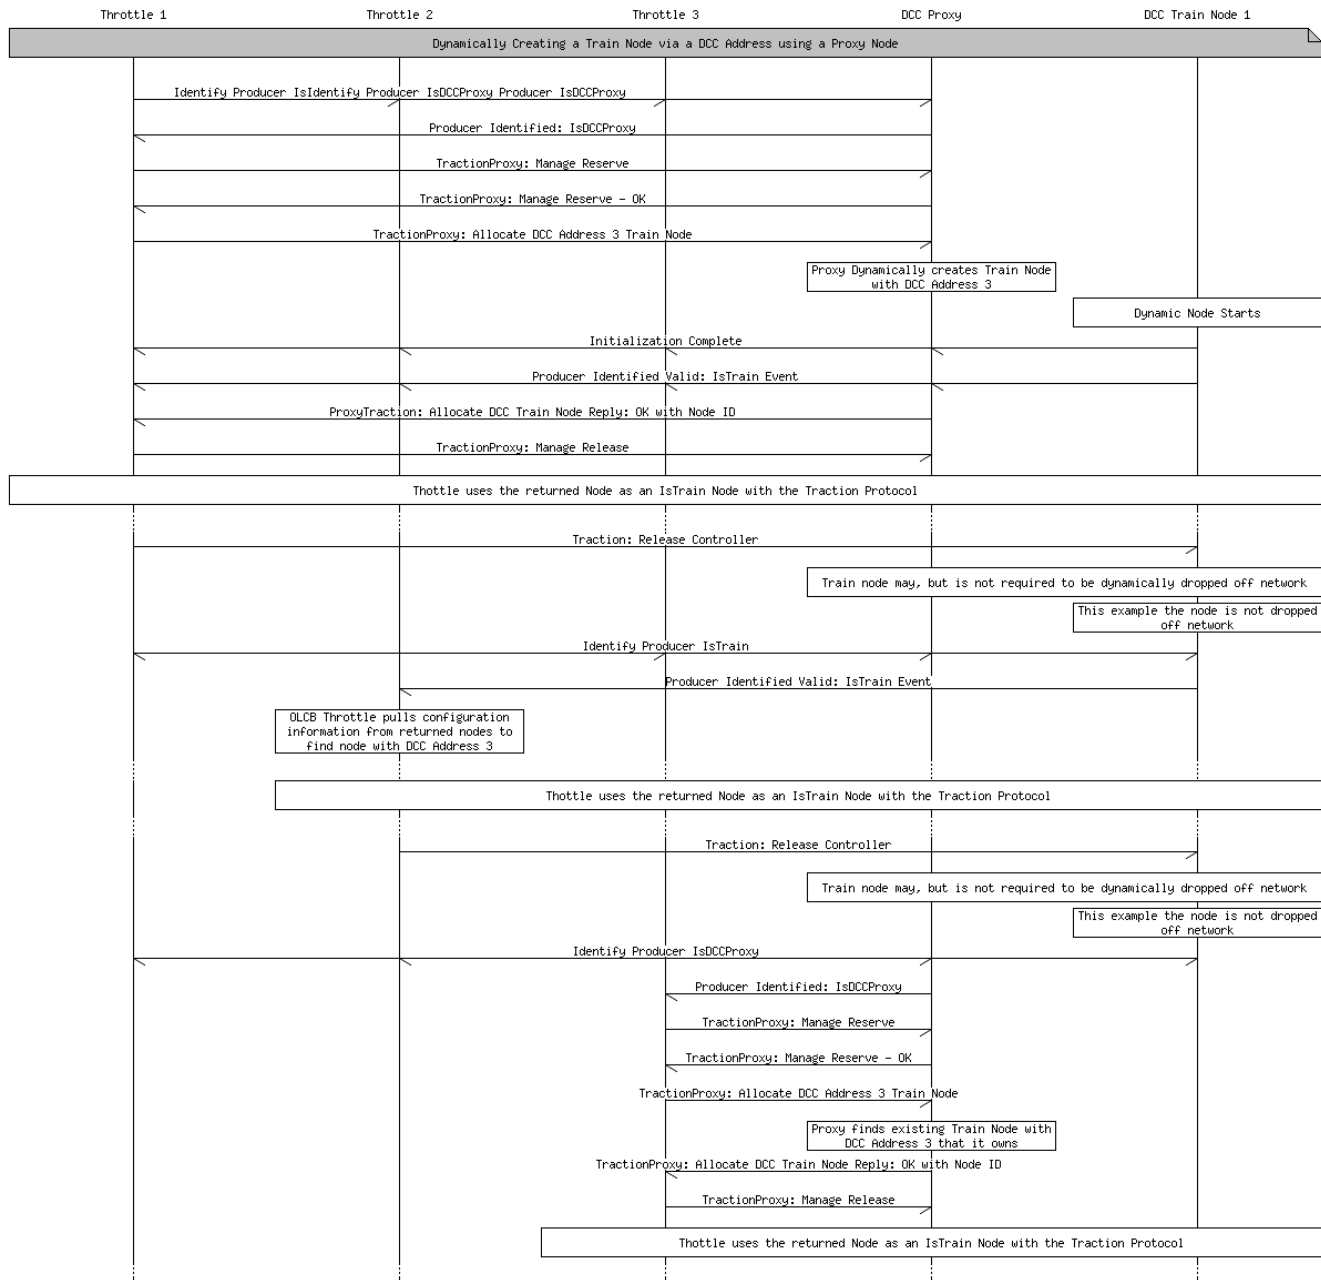 Throttle 1 Throttle 2 Throttle 3 DCC Proxy DCC Train Node 1
Dynamically Creating a Train Node via a DCC Address using a Proxy Node
Identify Producer IsIdentify Producer IsDCCProxy Producer IsDCCProxy
Producer Identified: IsDCCProxy
TractionProxy: Manage Reserve
TractionProxy: Manage Reserve - OK
TractionProxy: Allocate DCC Address 3 Train Node
Proxy Dynamically creates Train Node
with DCC Address 3
Dynamic Node Starts
Initialization Complete
Producer Identified Valid: IsTrain Event
ProxyTraction: Allocate DCC Train Node Reply: OK with Node ID
TractionProxy: Manage Release
Thottle uses the returned Node as an IsTrain Node with the Traction Protocol
Traction: Release Controller
Train node may, but is not required to be dynamically dropped off network
This example the node is not dropped
off network
Identify Producer IsTrain
Producer Identified Valid: IsTrain Event
OLCB Throttle pulls configuration
information from returned nodes to
find node with DCC Address 3
Thottle uses the returned Node as an IsTrain Node with the Traction Protocol
Traction: Release Controller
Train node may, but is not required to be dynamically dropped off network
This example the node is not dropped
off network
Identify Producer IsDCCProxy
Producer Identified: IsDCCProxy
TractionProxy: Manage Reserve
TractionProxy: Manage Reserve - OK
TractionProxy: Allocate DCC Address 3 Train Node
Proxy finds existing Train Node with
DCC Address 3 that it owns
TractionProxy: Allocate DCC Train Node Reply: OK with Node ID
TractionProxy: Manage Release
Thottle uses the returned Node as an IsTrain Node with the Traction Protocol